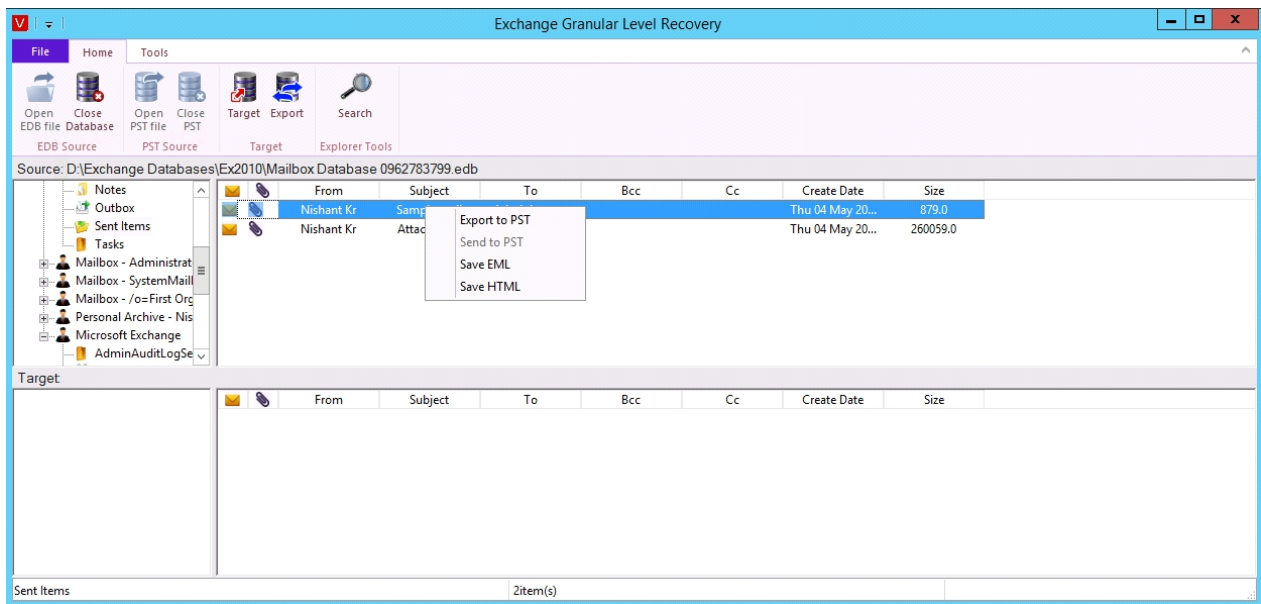 V
Exchange Granular Level Recovery
File Home Tools
Open EDB file Close Database Open PST file Close PST Target Export Search
EDB Source PST Source Target Explorer Tools
Source: D:\Exchange Databases\Ex2010\Mailbox Database 0962783799.edb
Notes
Outbox
Sent Items
Tasks
Mailbox - Administrat
Mailbox - SystemMail
Mailbox - /o=First Org
Personal Archive - Nis
Microsoft Exchange
AdminAuditLogSe
From Subject To Bcc Cc Create Date Size
Nishant Kr Thu 04 May 20... 879.0
Nishant Kr Attac Thu 04 May 20... 260059.0
Export to PST
Send to PST
Save EML
Save HTML
Target:
From Subject To Bcc Cc Create Date Size
Sent Items 2item(s)